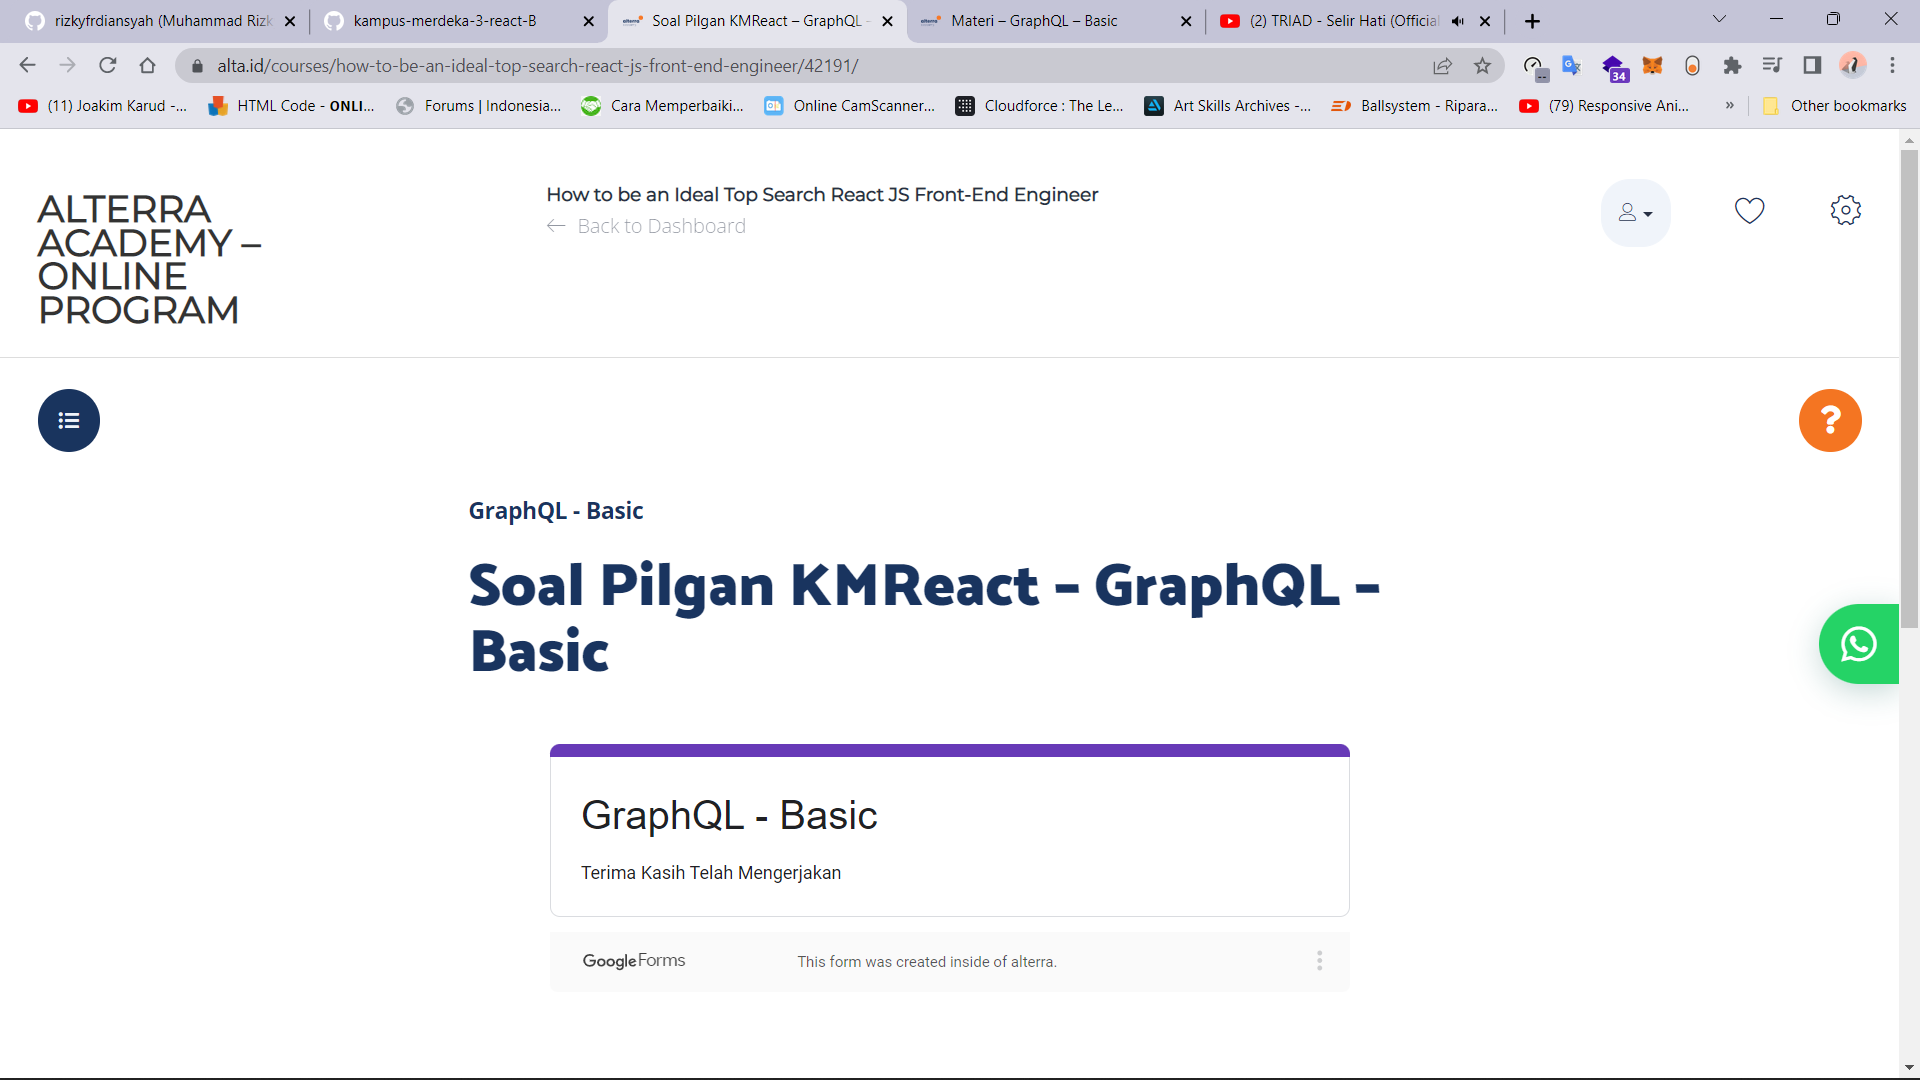 rizkyfrdiansyah (Muhammad Rizk
kampus-merdeka-3-react-B
Soal Pilgan KMReact – GraphQL –
Materi – GraphQL – Basic
(2) TRIAD - Selir Hati (Official
alta.id/courses/how-to-be-an-ideal-top-search-react-js-front-end-engineer/42191/
34
(11) Joakim Karud -...
HTML Code - ONLI...
Forums | Indonesia...
Cara Memperbaiki...
Online CamScanner...
Cloudforce : The Le...
Art Skills Archives -...
Ballsystem - Ripara...
(79) Responsive Ani...
»
Other bookmarks
ALTERRA
ACADEMY –
ONLINE
PROGRAM
How to be an Ideal Top Search React JS Front-End Engineer
← Back to Dashboard
?
GraphQL - Basic
Soal Pilgan KMReact – GraphQL –
Basic
GraphQL - Basic
Terima Kasih Telah Mengerjakan
Google Forms
This form was created inside of alterra.